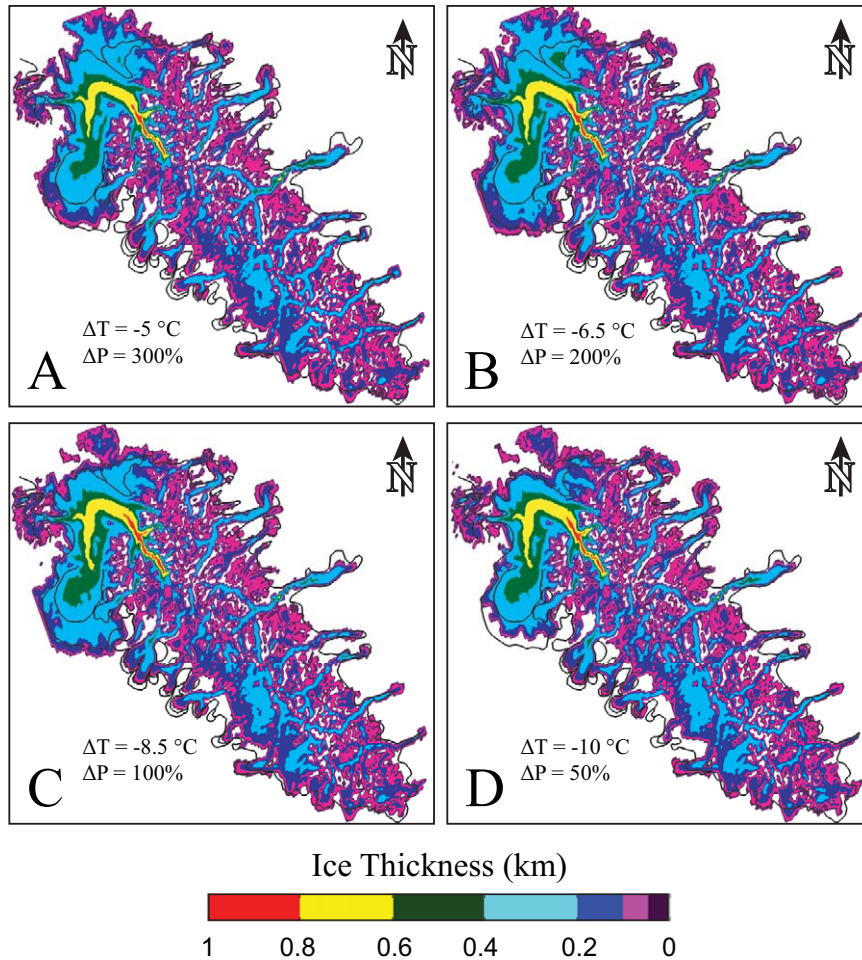 N
N
ΔT = -5 °C
ΔP = 300%
A
ΔT = -6.5 °C
ΔP = 200%
B
N
N
ΔT = -8.5 °C
ΔP = 100%
C
ΔT = -10 °C
ΔP = 50%
D
Ice Thickness (km)
1 0.8 0.6 0.4 0.2 0